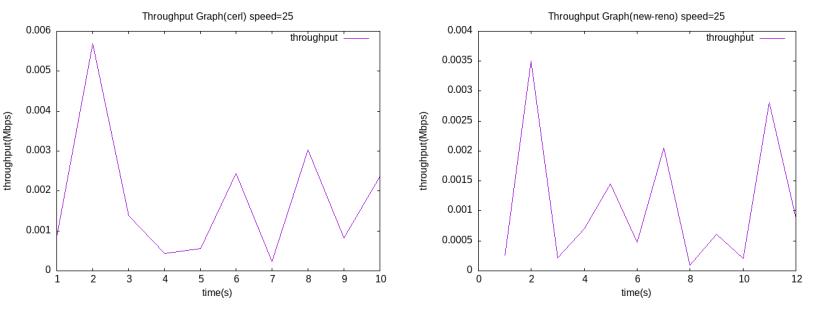 Throughput Graph(cerl) speed=25
throughput
0.006
0.005
0.004
0.003
0.002
0.001
0
throughput(Mbps)
1 2 3 4 5 6 7 8 9 10
time(s)
Throughput Graph(new-reno) speed=25
throughput
0.004
0.0035
0.003
0.0025
0.002
0.0015
0.001
0.0005
0
throughput(Mbps)
0 2 4 6 8 10 12
time(s)